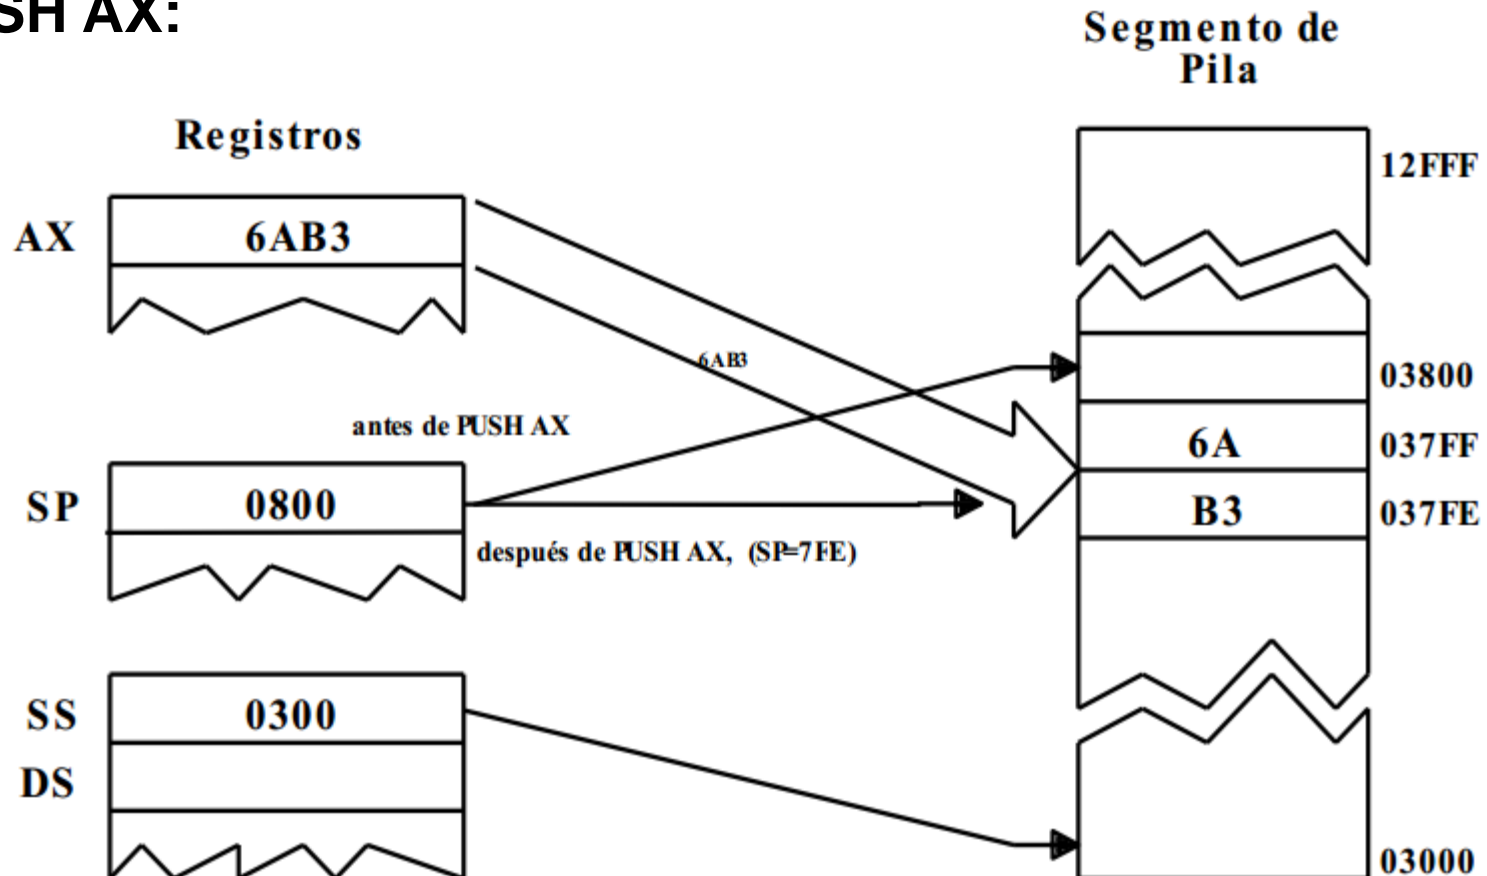 SH AX:
Segmento de
Pila
Registros
12FFF
AX
6AB3
6AB3
03800
antes de PUSH AX
6A
037FF
SP
0800
B3
037FE
después de PUSH AX, (SP=7FE)
SS
0300
DS
03000